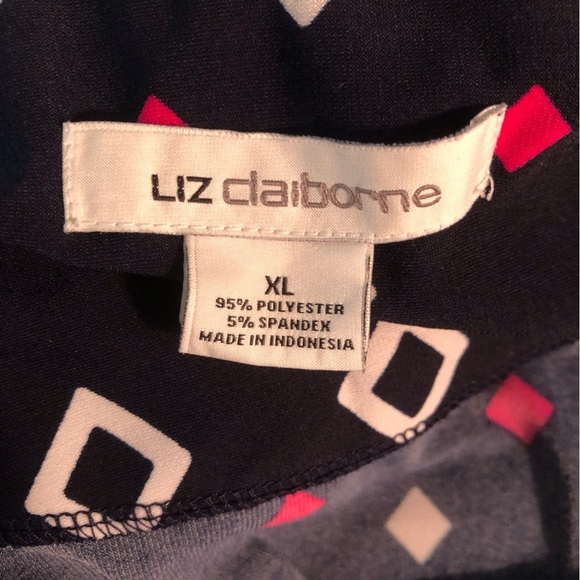 LIZ claiborne
XL
95% POLYESTER
5% SPANDEX
MADE IN INDONESIA